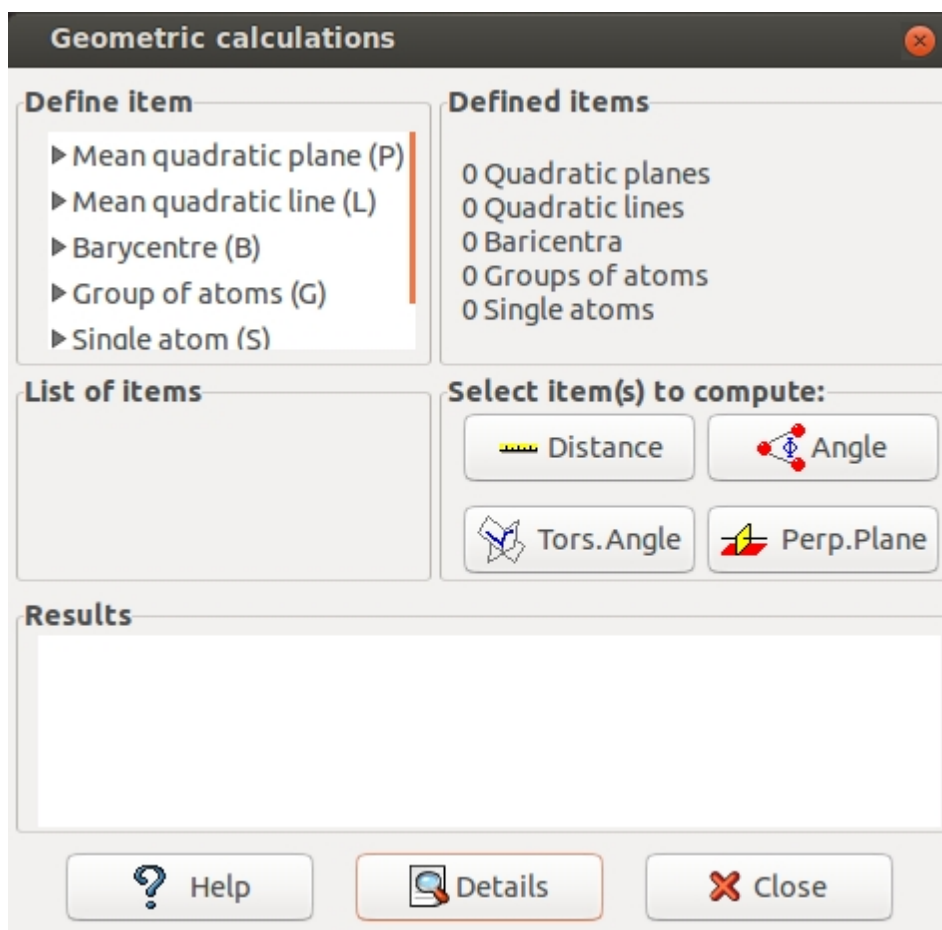 Geometric calculations
Define item
Mean quadratic plane (P)
Mean quadratic line (L)
Barycentre (B)
Group of atoms (G)
Single atom (S)
Defined items
0 Quadratic planes
0 Quadratic lines
0 Baricentra
0 Groups of atoms
0 Single atoms
List of items
Select item(s) to compute:
Distance
Φ Angle
Tors.Angle
Perp.Plane
Results
? Help
Details
Close